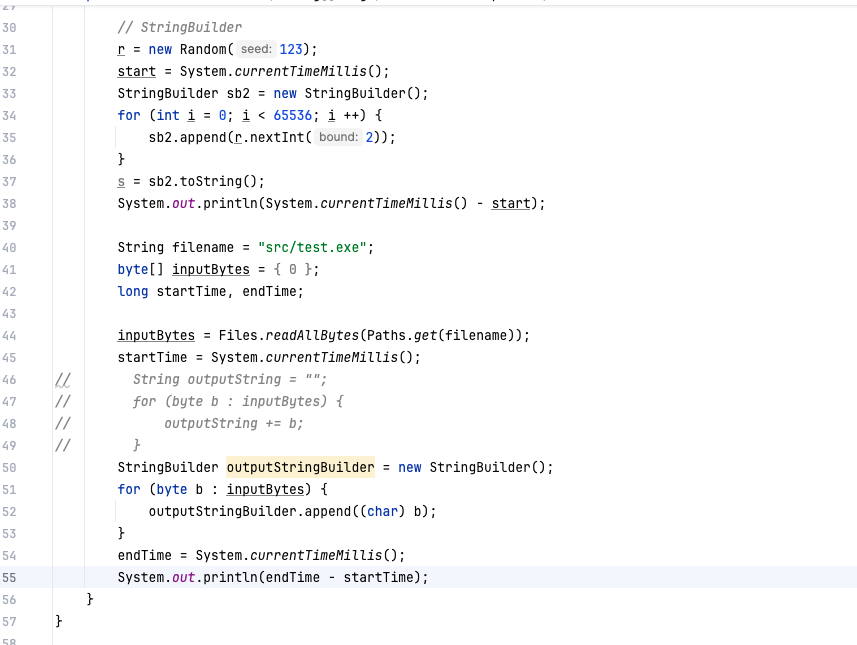 29
30 // StringBuilder
31 r = new Random( seed: 123);
32 start = System.currentTimeMillis();
33 StringBuilder sb2 = new StringBuilder();
34 for (int i = 0; i < 65536; i ++) {
35 sb2.append(r.nextInt( bound: 2));
36 }
37 s = sb2.toString();
38 System.out.println(System.currentTimeMillis() - start);
39
40 String filename = "src/test.exe";
41 byte[] inputBytes = { 0 };
42 long startTime, endTime;
43
44 inputBytes = Files.readAllBytes(Paths.get(filename));
45 startTime = System.currentTimeMillis();
46 // String outputString = "";
47 // for (byte b : inputBytes) {
48 // outputString += b;
49 // }
50 StringBuilder outputStringBuilder = new StringBuilder();
51 for (byte b : inputBytes) {
52 outputStringBuilder.append((char) b);
53 }
54 endTime = System.currentTimeMillis();
55 System.out.println(endTime - startTime);
56 }
57 }
58